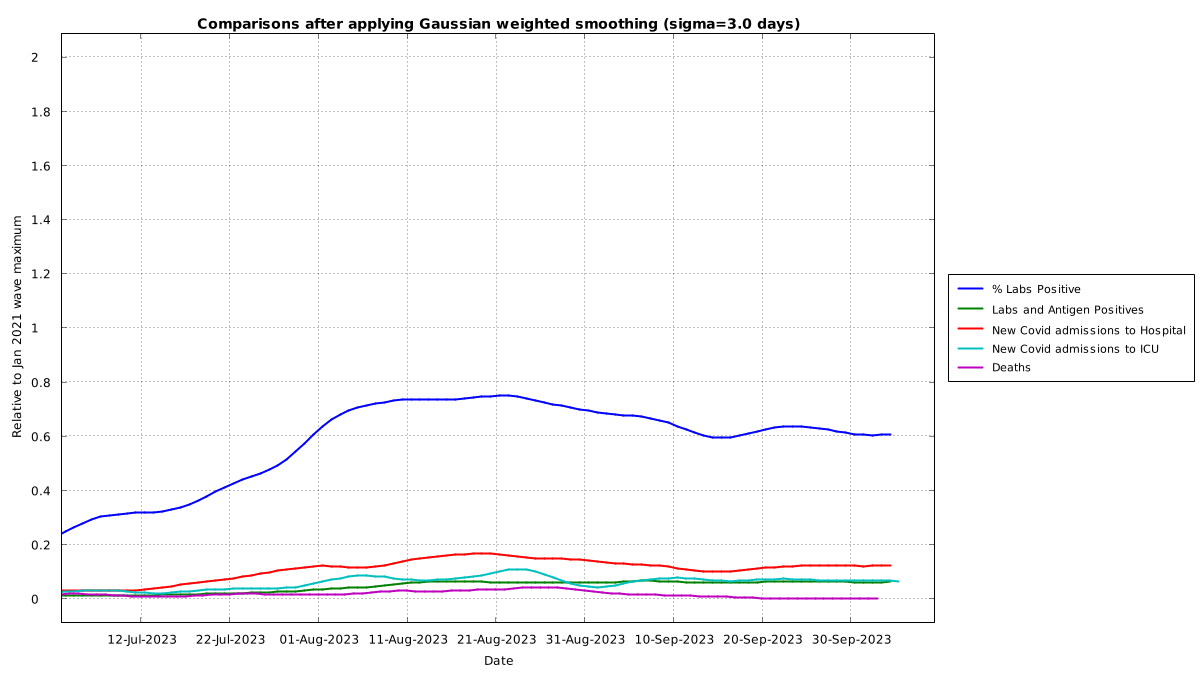 Comparisons after applying Gaussian weighted smoothing (sigma=3.0 days)
2
1.8
1.6
1.4
1.2
1
0.8
0.6
0.4
0.2
0
Relative to Jan 2021 wave maximum
12-Jul-2023 22-Jul-2023 01-Aug-2023 11-Aug-2023 21-Aug-2023 31-Aug-2023 10-Sep-2023 20-Sep-2023 30-Sep-2023
Date
% Labs Positive
Labs and Antigen Positives
New Covid admissions to Hospital
New Covid admissions to ICU
Deaths